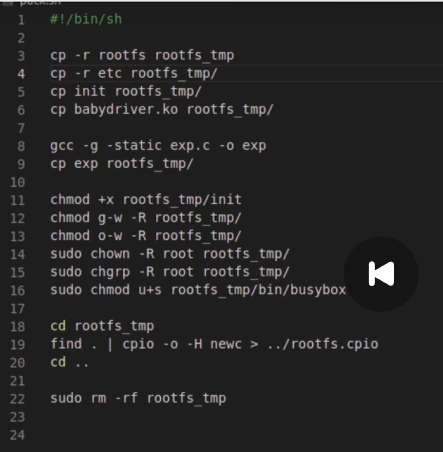 pack.sh
1 #!/bin/sh
2
3 cp -r rootfs rootfs_tmp
4 cp -r etc rootfs_tmp/
5 cp init rootfs_tmp/
6 cp babydriver.ko rootfs_tmp/
7
8 gcc -g -static exp.c -o exp
9 cp exp rootfs_tmp/
10
11 chmod +x rootfs_tmp/init
12 chmod g-w -R rootfs_tmp/
13 chmod o-w -R rootfs_tmp/
14 sudo chown -R root rootfs_tmp/
15 sudo chgrp -R root rootfs_tmp/
16 sudo chmod u+s rootfs_tmp/bin/busybox
17
18 cd rootfs_tmp
19 find . | cpio -o -H newc > ../rootfs.cpio
20 cd ..
21
22 sudo rm -rf rootfs_tmp
23
24